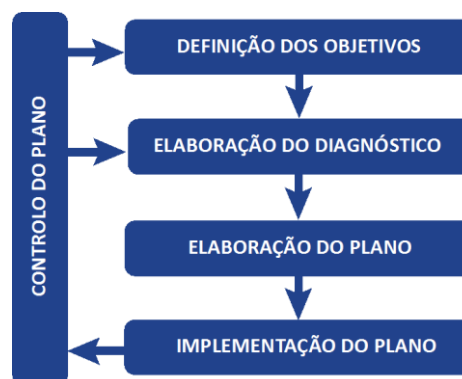 CONTROLO DO PLANO
DEFINIÇÃO DOS OBJETIVOS
ELABORAÇÃO DO DIAGNÓSTICO
ELABORAÇÃO DO PLANO
IMPLEMENTAÇÃO DO PLANO